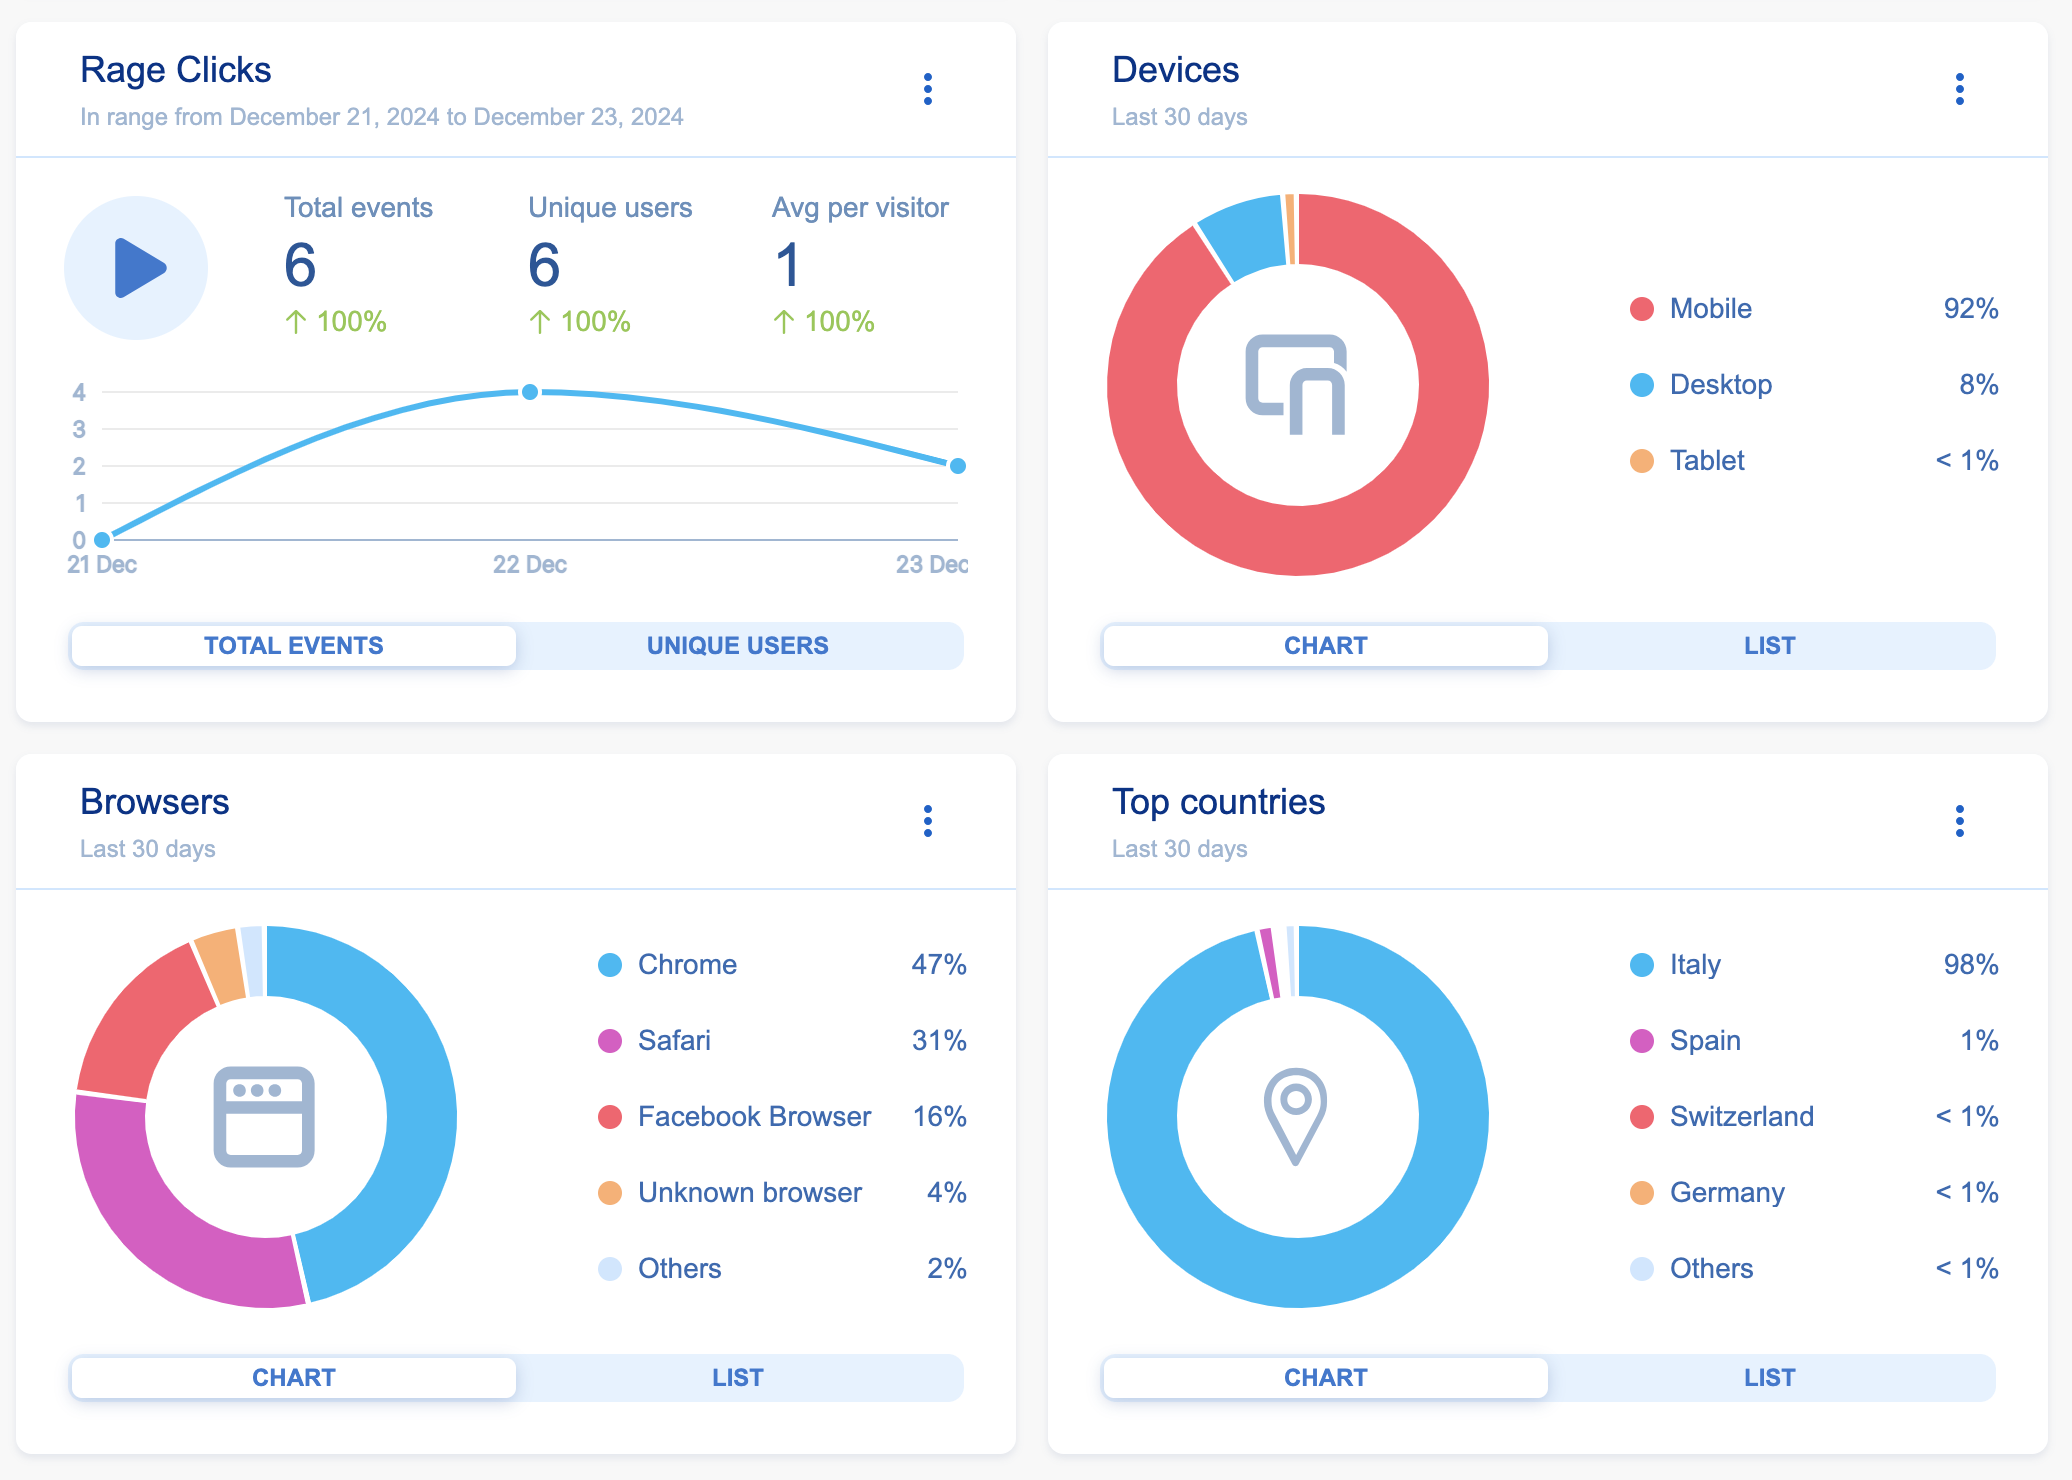 Rage Clicks
In range from December 21, 2024 to December 23, 2024
Total events
6
↑ 100%
Unique users
6
↑ 100%
Avg per visitor
1
↑ 100%
4
3
2
1
0
21 Dec
22 Dec
23 Dec
TOTAL EVENTS
UNIQUE USERS
Devices
Last 30 days
Mobile 92%
Desktop 8%
Tablet < 1%
CHART
LIST
Browsers
Last 30 days
Chrome 47%
Safari 31%
Facebook Browser 16%
Unknown browser 4%
Others 2%
CHART
LIST
Top countries
Last 30 days
Italy 98%
Spain 1%
Switzerland < 1%
Germany < 1%
Others < 1%
CHART
LIST